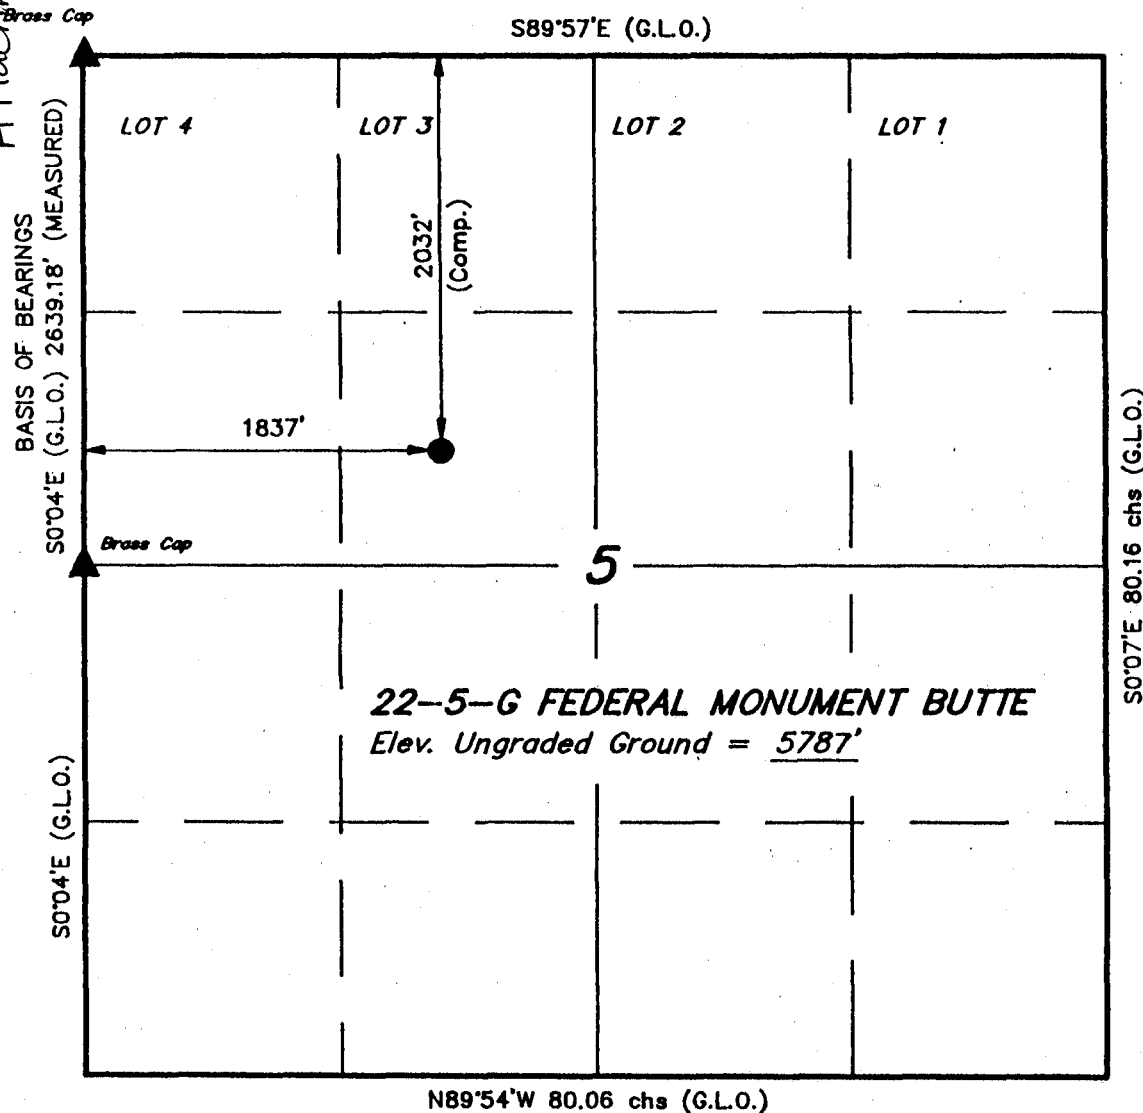 Brass Cap
S89°57'E (G.L.O.)
LOT 4
LOT 3
LOT 2
LOT 1
BASIS OF BEARINGS
S0°04'E (G.L.O.) 2639.18' (MEASURED)
2032'
(Comp.)
1837'
Brass Cap
5
S0°07'E 80.16 chs (G.L.O.)
22-5-G FEDERAL MONUMENT BUTTE
Elev. Ungraded Ground = 5787'
S0°04'E (G.L.O.)
N89°54'W 80.06 chs (G.L.O.)